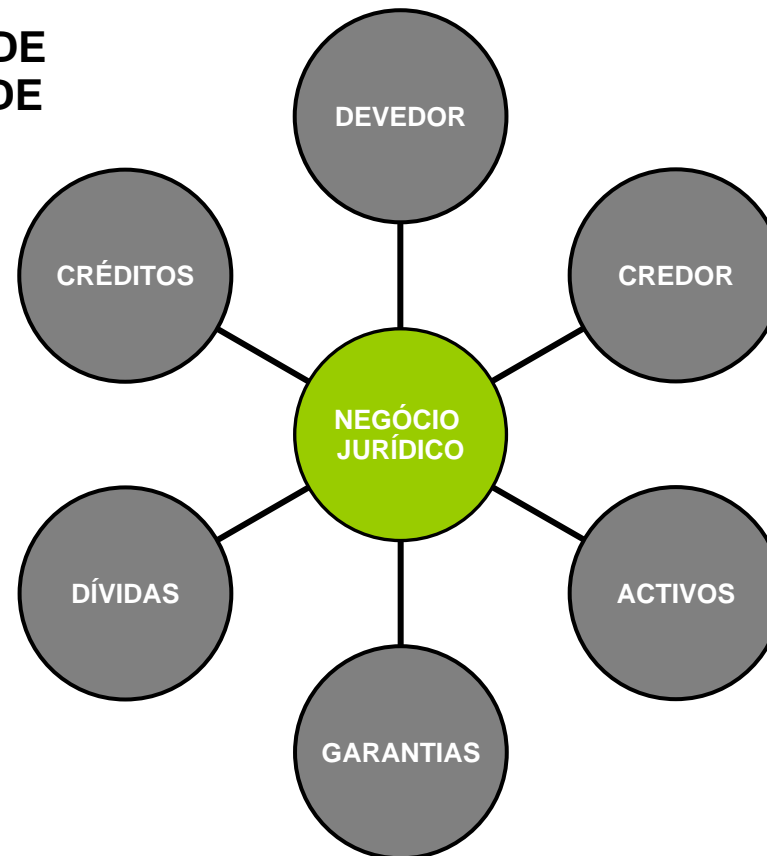 DE
DE
DEVEDOR
CRÉDITOS
CREDOR
NEGÓCIO
JURÍDICO
DÍVIDAS
ACTIVOS
GARANTIAS